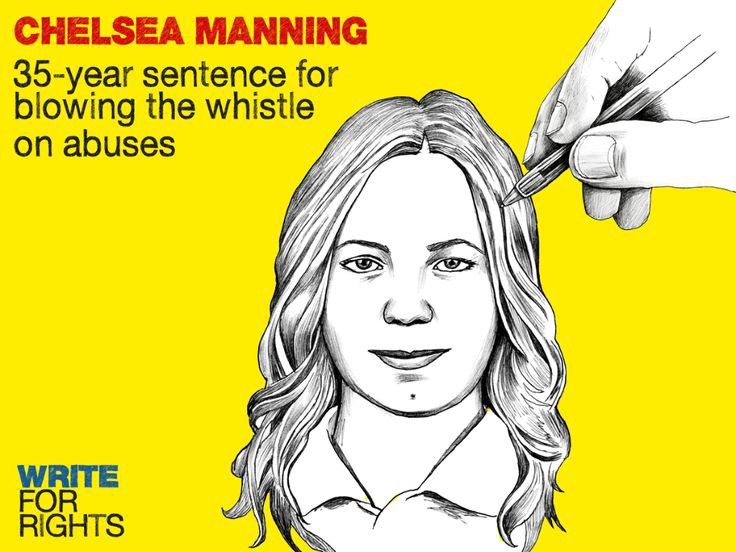 CHELSEA MANNING
35-year sentence for
blowing the whistle
on abuses
WRITE
FOR
RIGHTS